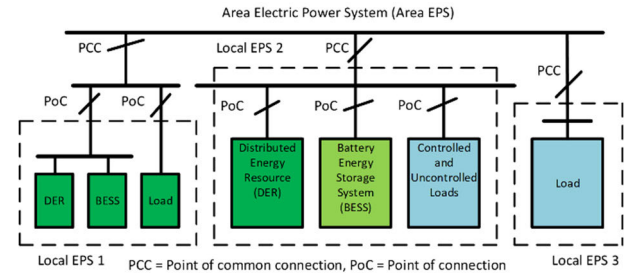 Area Electric Power System (Area EPS)
PCC
Local EPS 2
PCC
PCC
PoC
PoC
PoC
PoC
PoC
DER
BESS
Load
Distributed
Energy
Resource
(DER)
Battery
Energy
Storage
System
(BESS)
Controlled
and
Uncontrolled
Loads
Load
Local EPS 1
Local EPS 3
PCC = Point of common connection, PoC = Point of connection